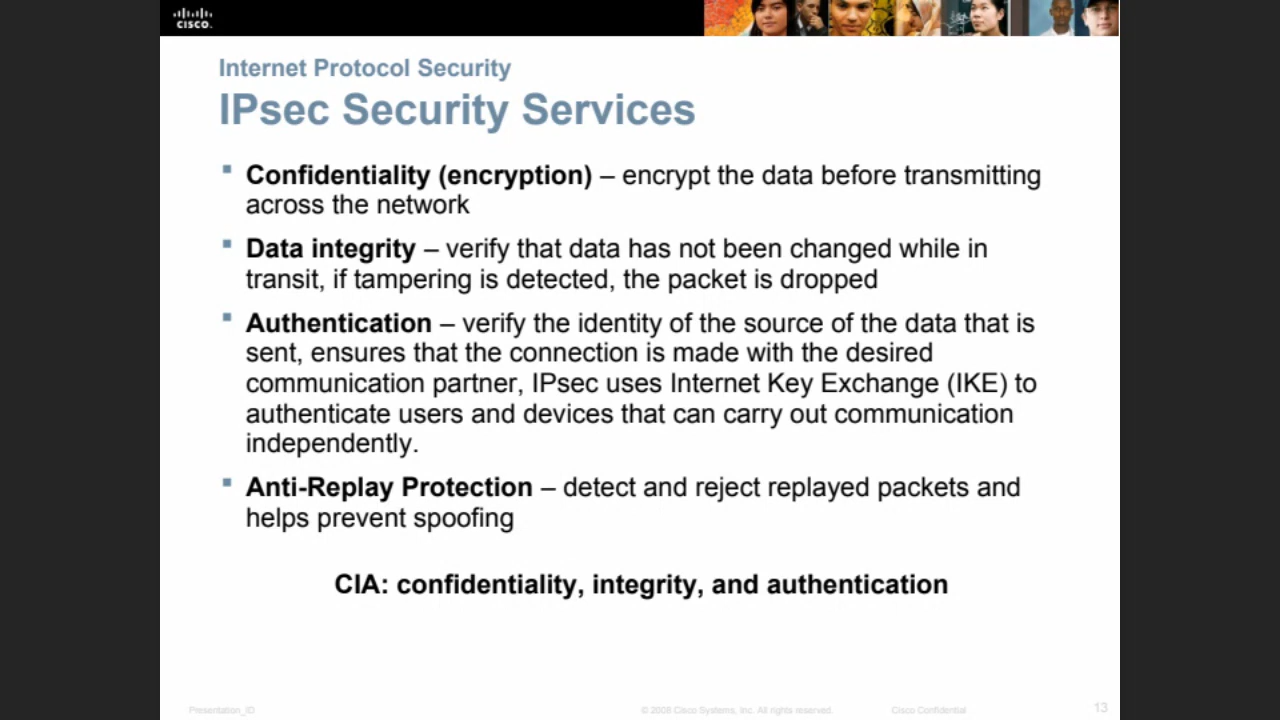 CISCO.
Internet Protocol Security
IPsec Security Services
Confidentiality (encryption) – encrypt the data before transmitting
across the network
Data integrity – verify that data has not been changed while in
transit, if tampering is detected, the packet is dropped
Authentication – verify the identity of the source of the data that is
sent, ensures that the connection is made with the desired
communication partner, IPsec uses Internet Key Exchange (IKE) to
authenticate users and devices that can carry out communication
independently.
Anti-Replay Protection – detect and reject replayed packets and
helps prevent spoofing
CIA: confidentiality, integrity, and authentication
Presentation_ID
© 2008 Cisco Systems, Inc. All rights reserved.
Cisco Confidential
13